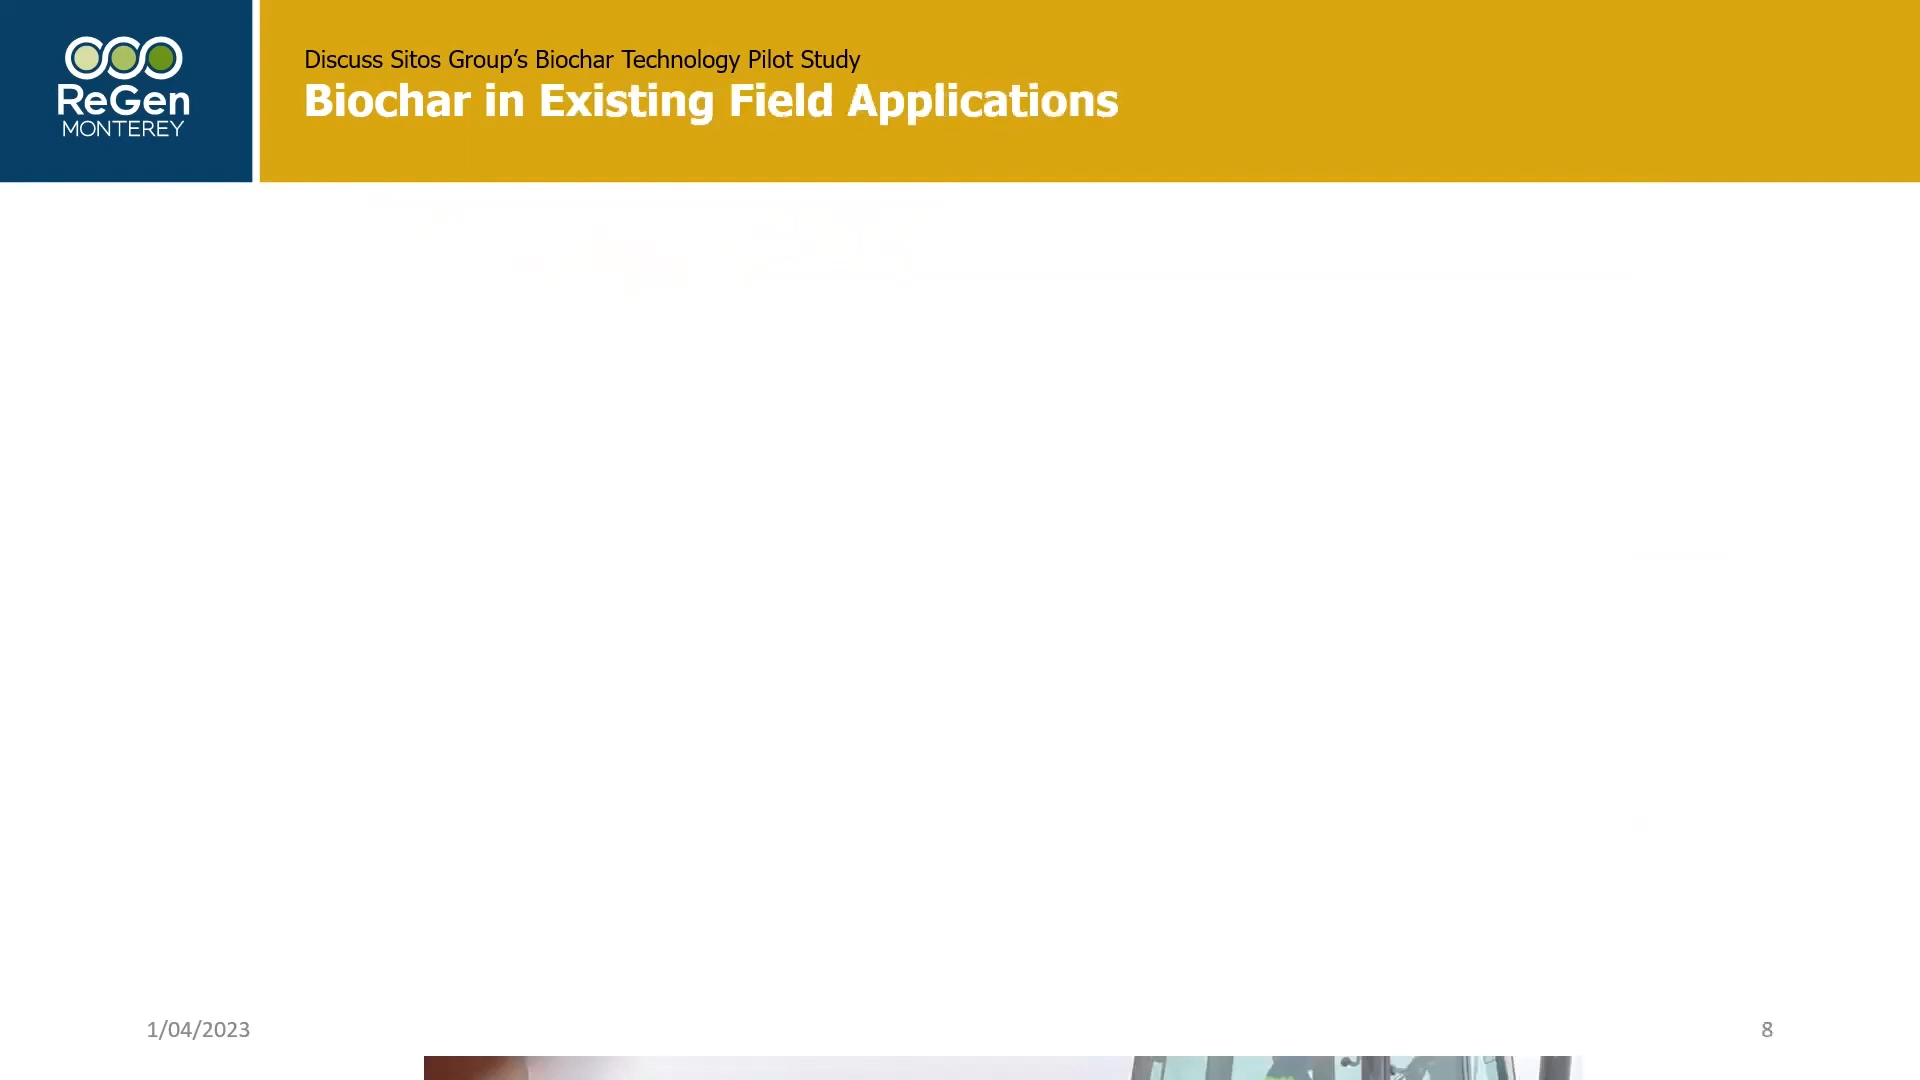 ReGen
MONTEREY
Discuss Sitos Group’s Biochar Technology Pilot Study
Biochar in Existing Field Applications
1/04/2023
8